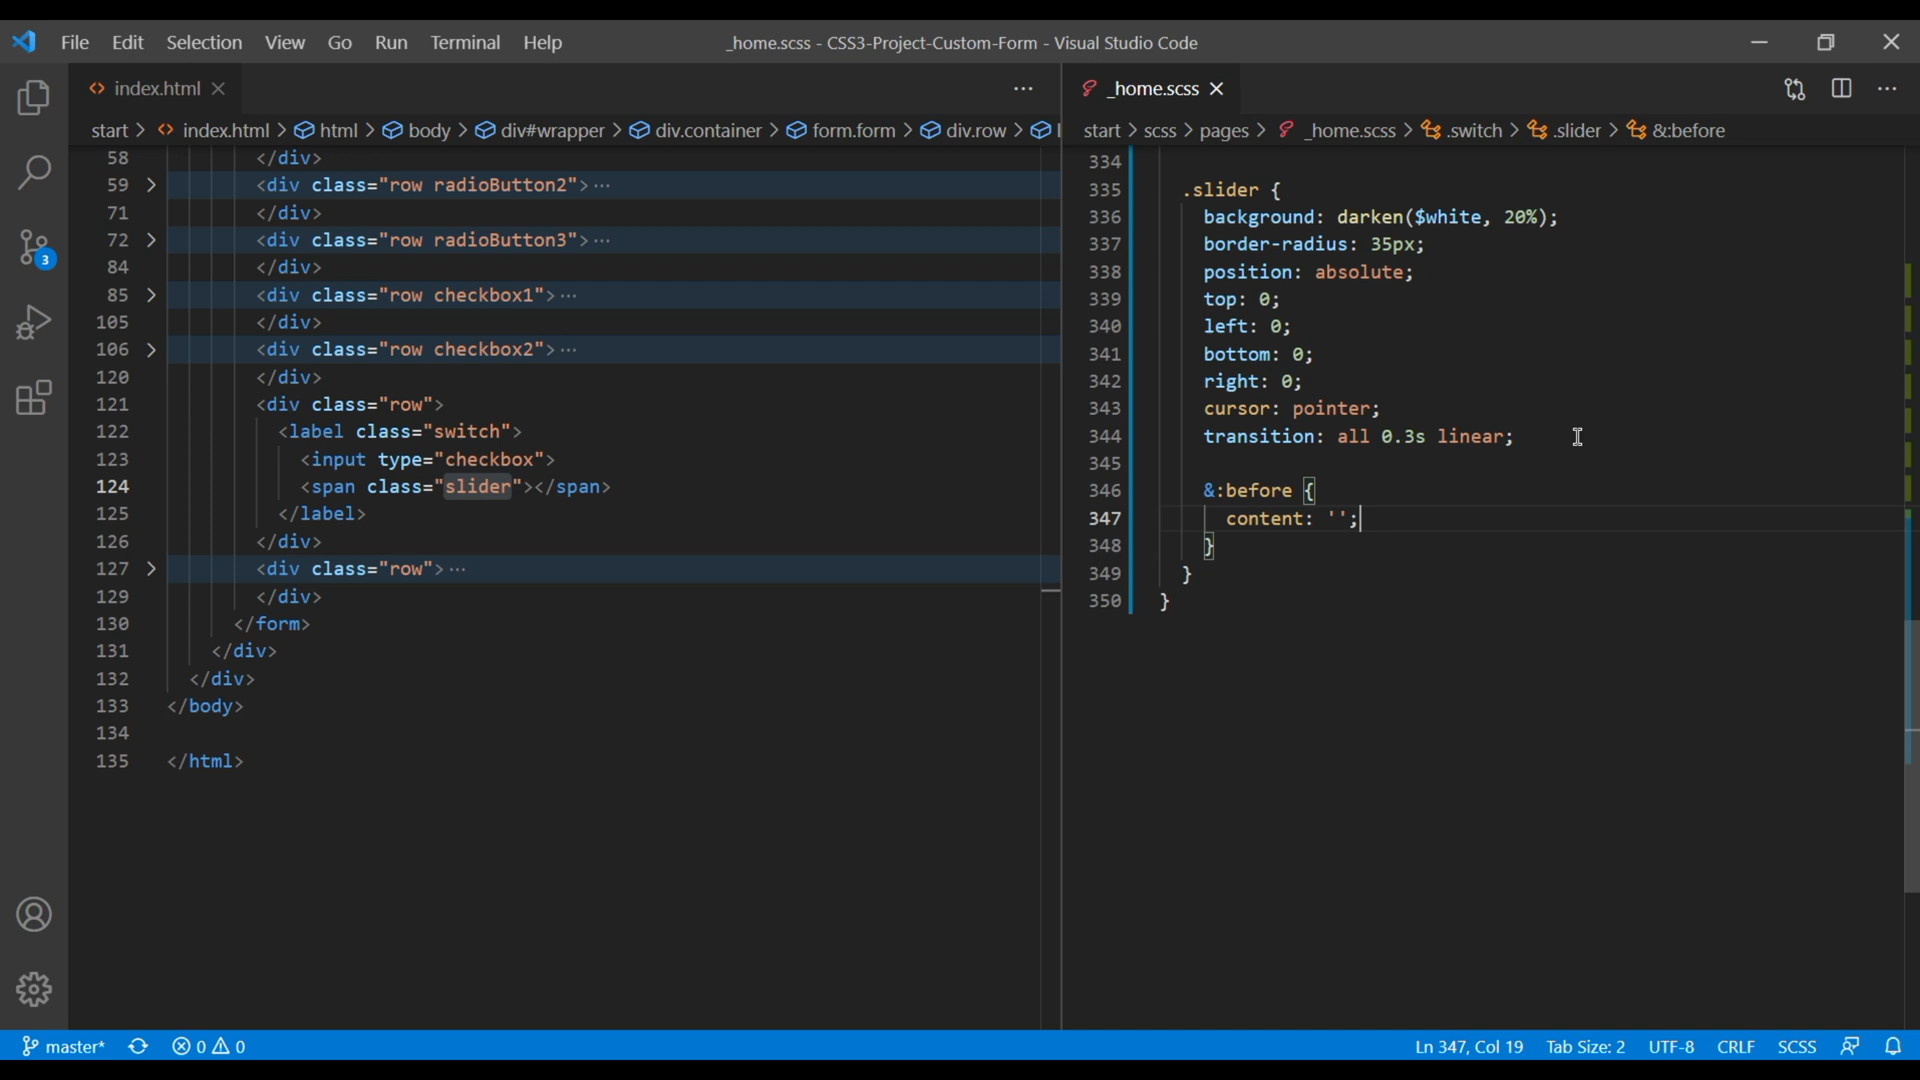 File Edit Selection View Go Run Terminal Help
_home.scss - CSS3-Project-Custom-Form - Visual Studio Code
index.html
start > index.html > html > body > div#wrapper > div.container > form.form > div.row >
58 </div>
59 <div class="row radioButton2">···
71 </div>
72 <div class="row radioButton3">···
84 </div>
85 <div class="row checkbox1">···
105 </div>
106 <div class="row checkbox2">···
120 </div>
121 <div class="row">
122 <label class="switch">
123 <input type="checkbox">
124 <span class="slider"></span>
125 </label>
126 </div>
127 <div class="row">···
129 </div>
130 </form>
131 </div>
132 </div>
133 </body>
134
135 </html>
_home.scss
start > scss > pages > _home.scss > .switch > .slider > &:before
334
335 .slider {
336 background: darken($white, 20%);
337 border-radius: 35px;
338 position: absolute;
339 top: 0;
340 left: 0;
341 bottom: 0;
342 right: 0;
343 cursor: pointer;
344 transition: all 0.3s linear;
345
346 &:before {
347 content: '';
348 }
349 }
350 }
3
master* 0 0
Ln 347, Col 19 Tab Size: 2 UTF-8 CRLF SCSS